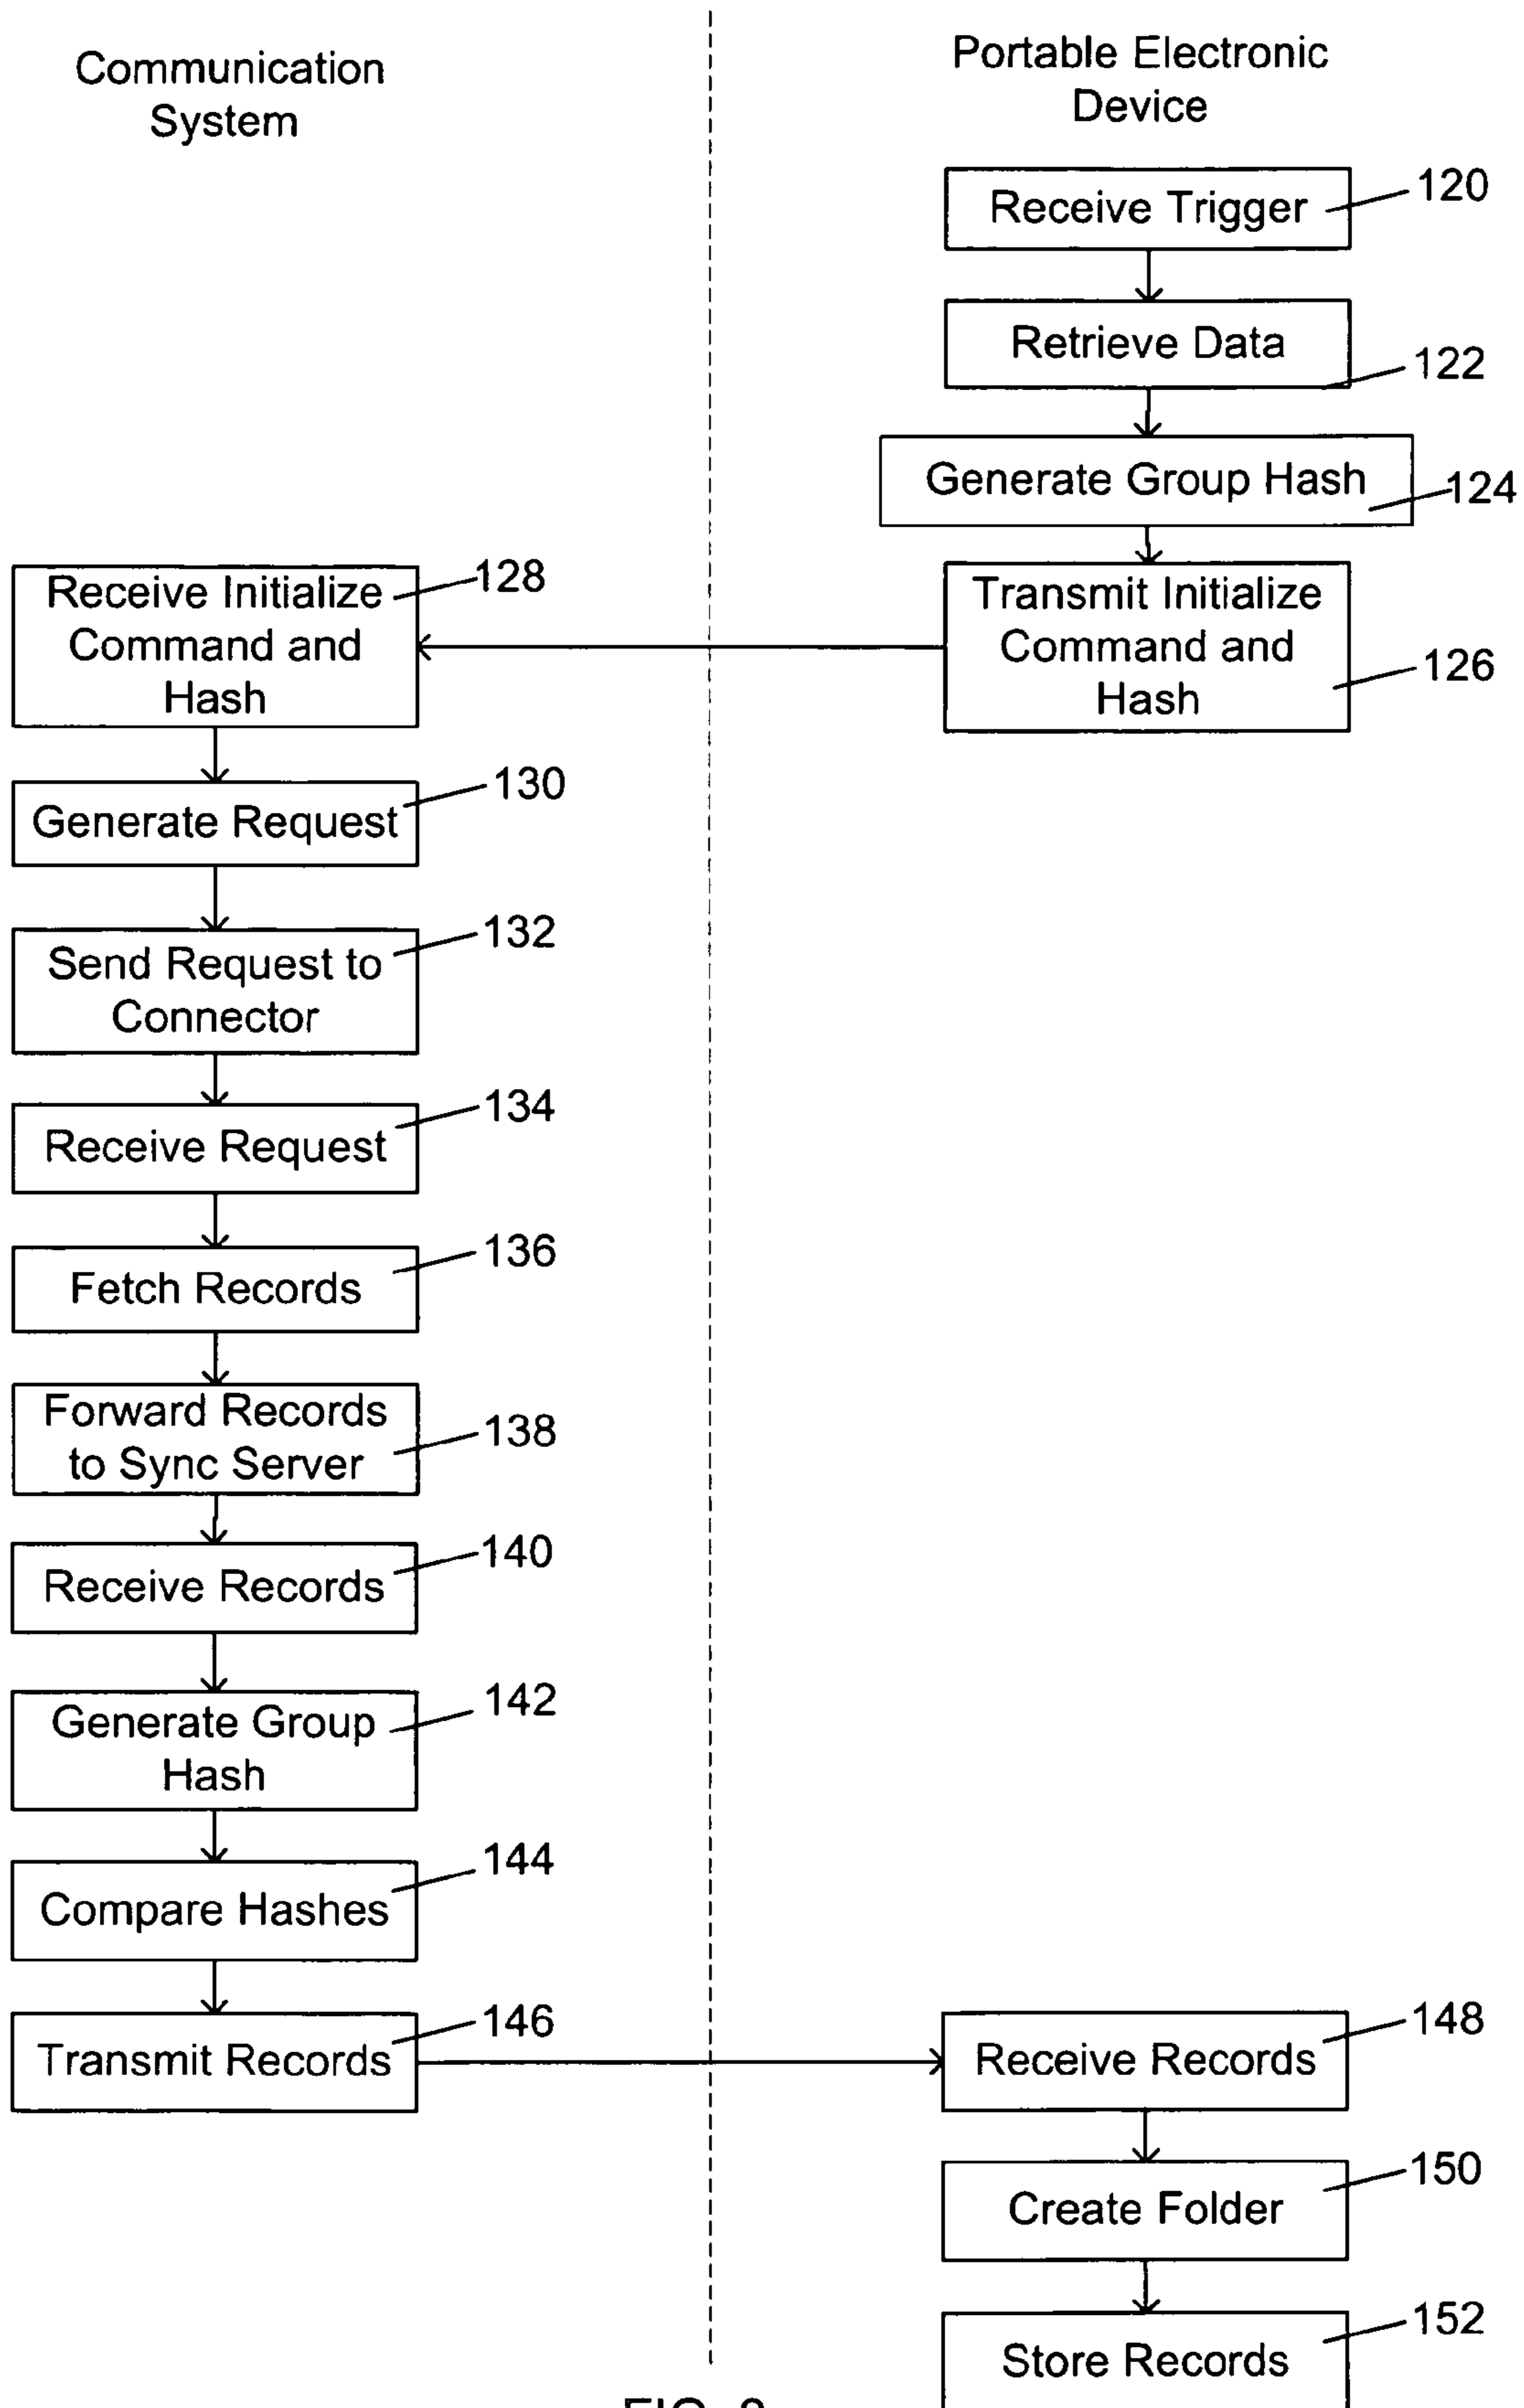 Communication
System
Portable Electronic
Device
Receive Trigger
120
Retrieve Data
122
Generate Group Hash
124
Transmit Initialize
Command and
Hash
126
Receive Initialize
Command and
Hash
128
Generate Request
130
Send Request to
Connector
132
Receive Request
134
Fetch Records
136
Forward Records
to Sync Server
138
Receive Records
140
Generate Group
Hash
142
Compare Hashes
144
Transmit Records
146
Receive Records
148
Create Folder
150
Store Records
152
FIG.